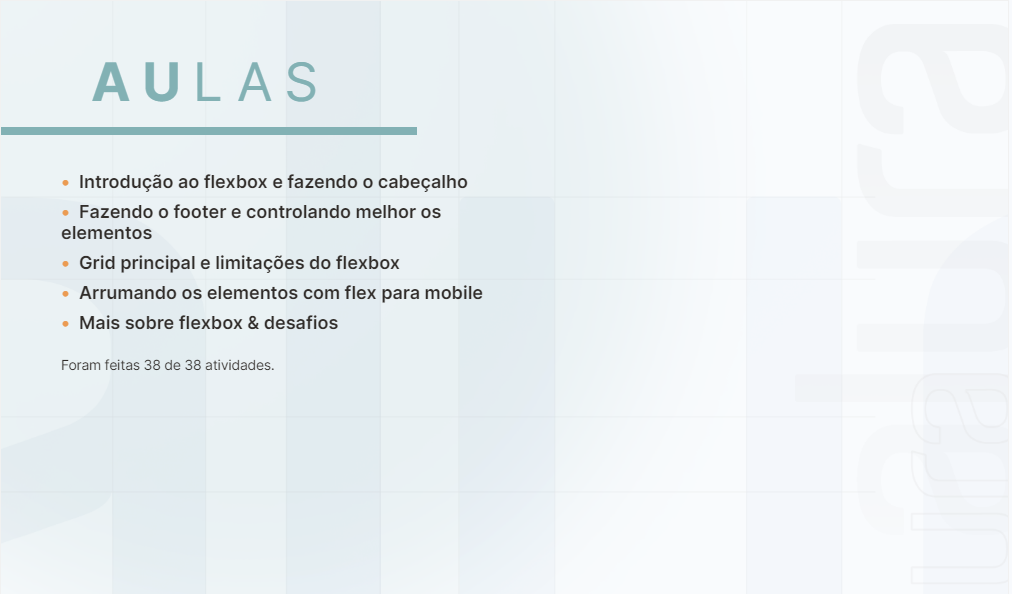 AULAS
• Introdução ao flexbox e fazendo o cabeçalho
• Fazendo o footer e controlando melhor os
elementos
• Grid principal e limitações do flexbox
• Arrumando os elementos com flex para mobile
• Mais sobre flexbox & desafios
Foram feitas 38 de 38 atividades.
alura